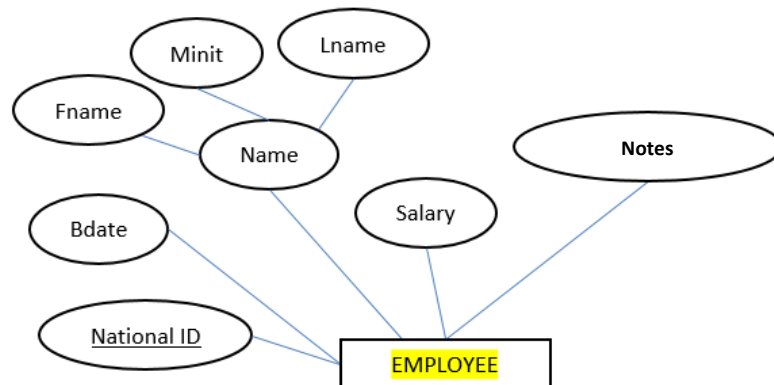 Minit
Lname
Fname
Name
Notes
Salary
Bdate
National ID
EMPLOYEE